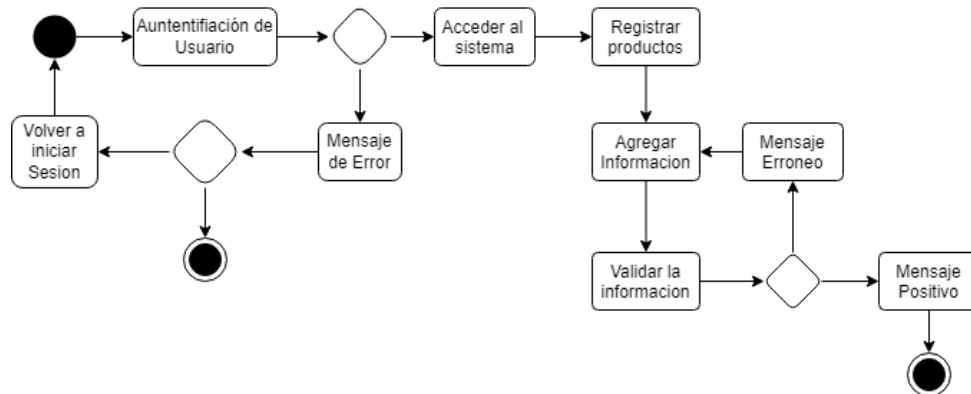 Auntentifiación de
Usuario
Acceder al
sistema
Registrar
productos
Volver a
iniciar
Sesion
Mensaje
de Error
Agregar
Informacion
Mensaje
Erroneo
Validar la
informacion
Mensaje
Positivo